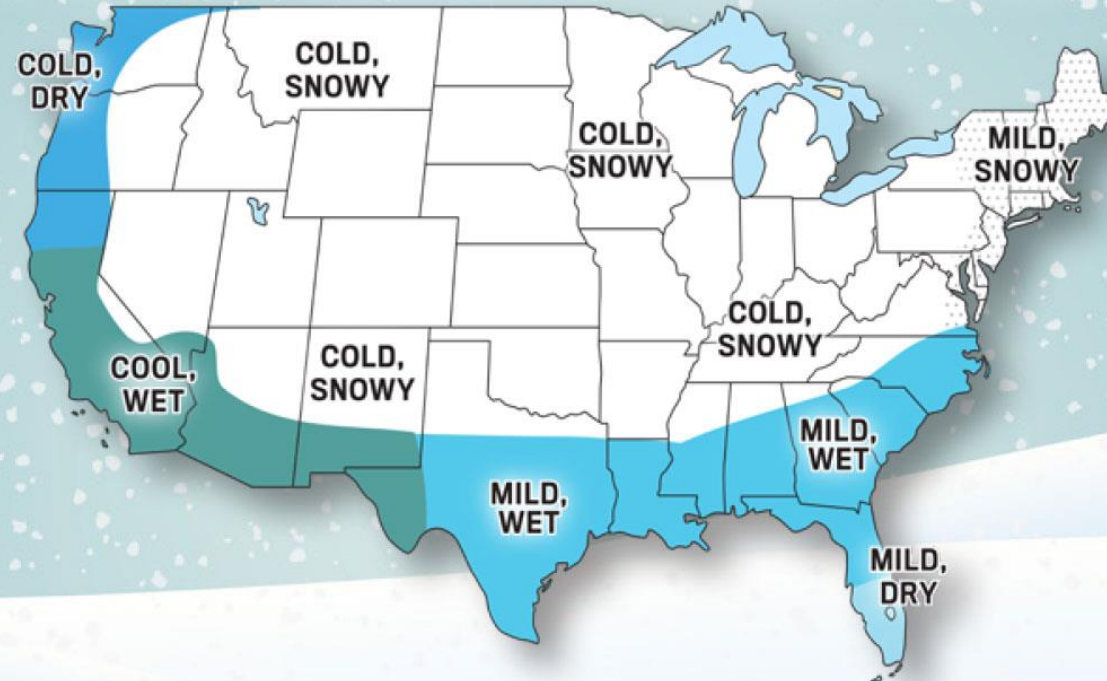 COLD,
DRY
COLD,
SNOWY
COLD,
SNOWY
MILD,
SNOWY
COOL,
WET
COLD,
SNOWY
COLD,
SNOWY
MILD,
WET
MILD,
WET
MILD,
DRY